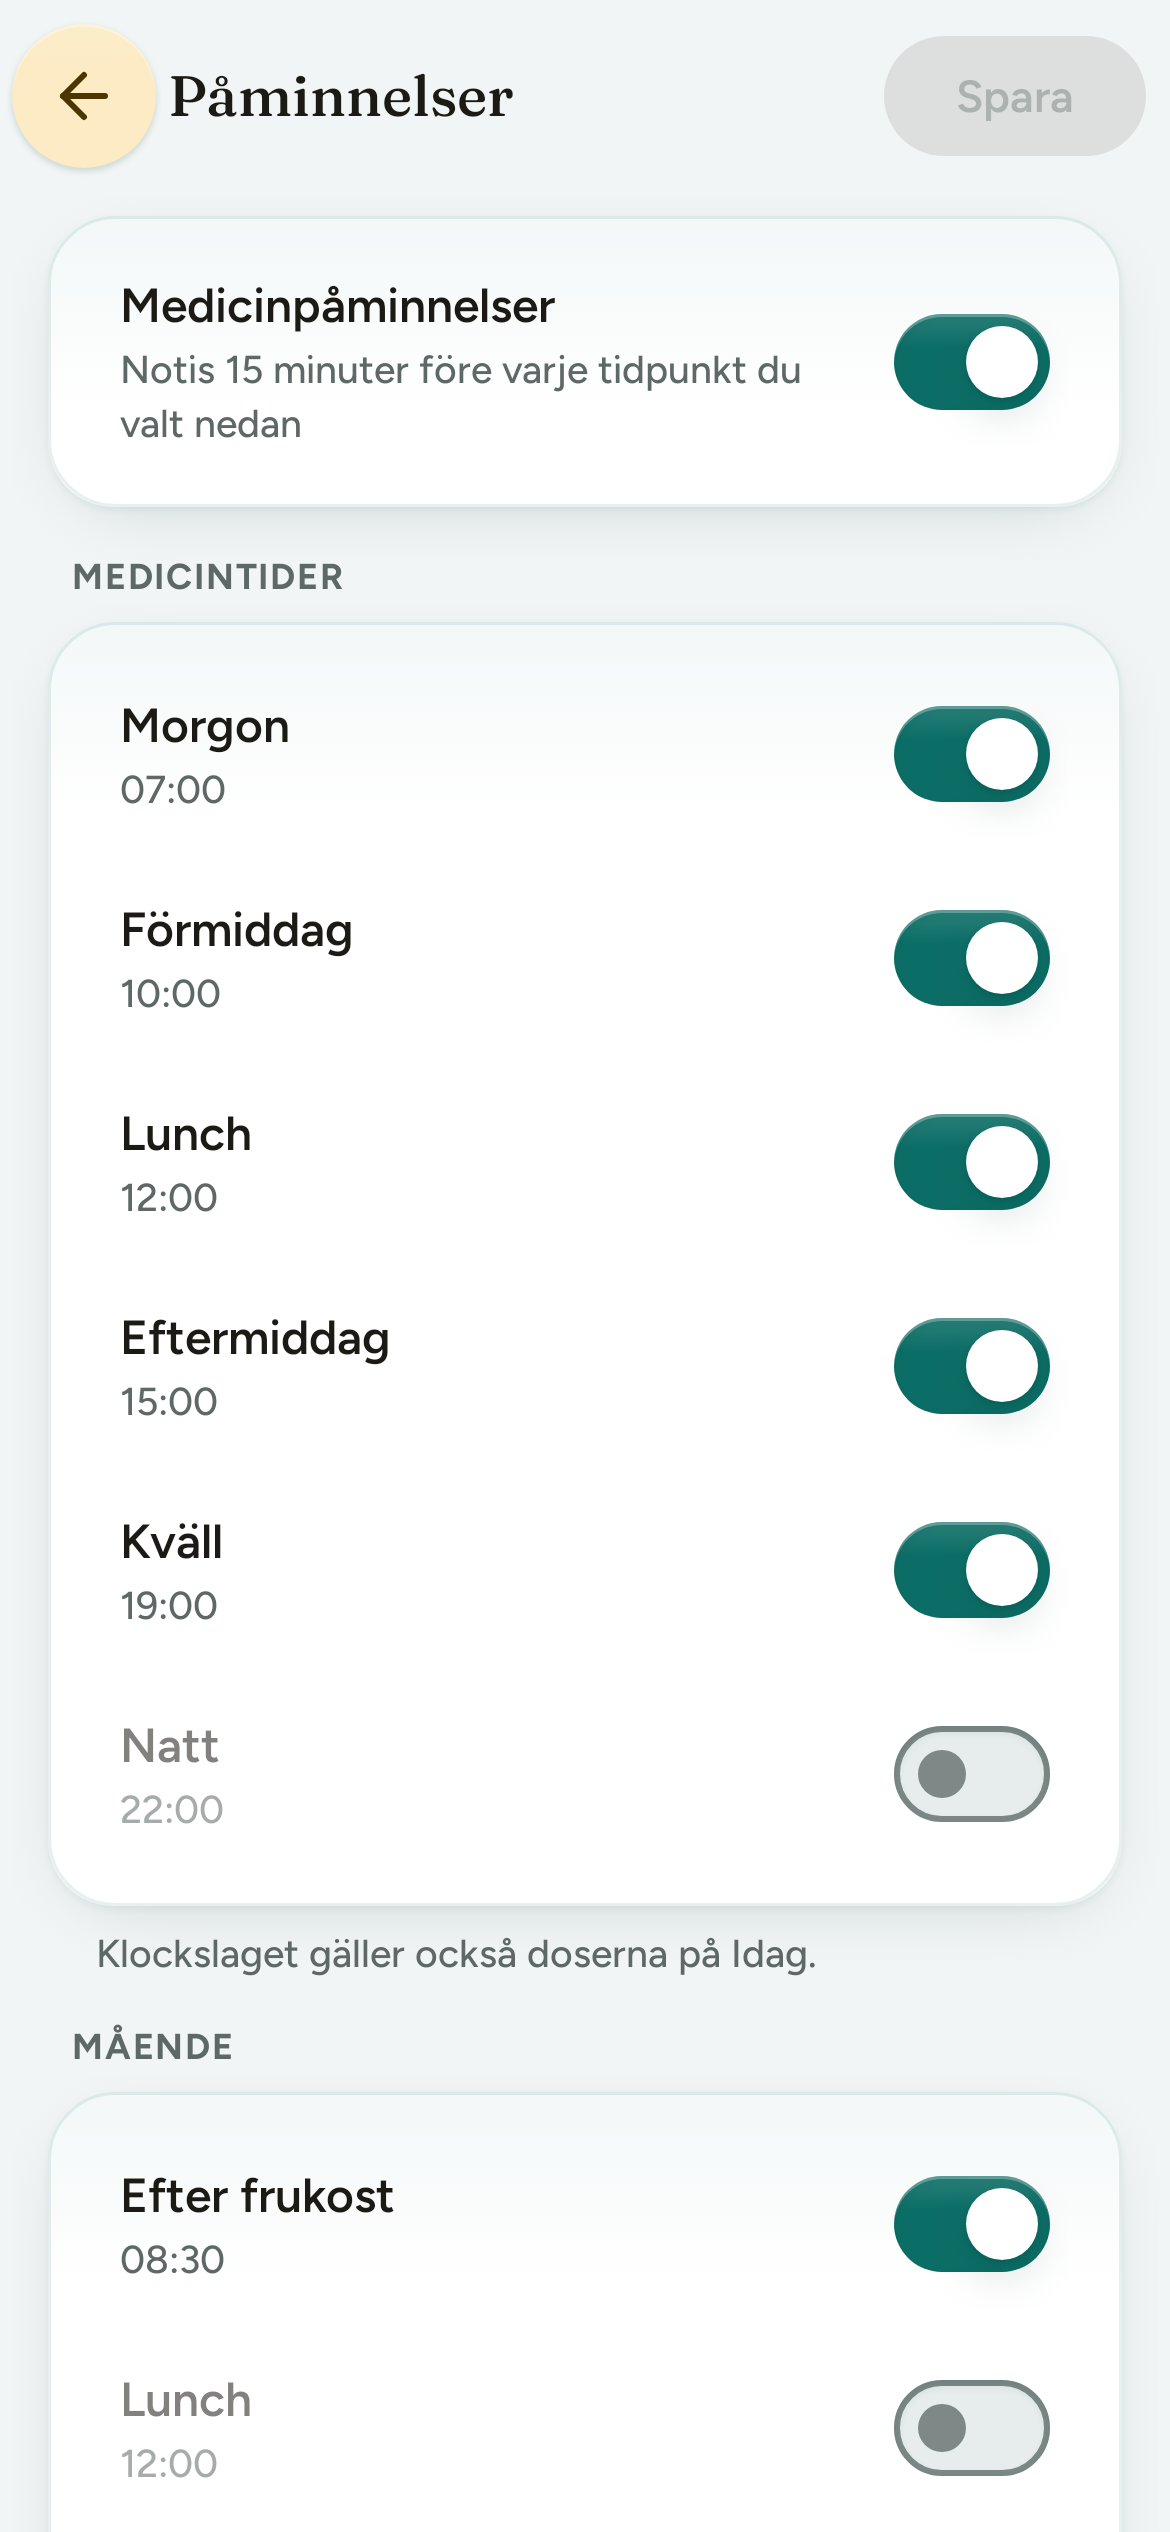 Påminnelser
Spara
Medicinpåminnelser
Notis 15 minuter före varje tidpunkt du
valt nedan
MEDICINTIDER
Morgon
07:00
Förmiddag
10:00
Lunch
12:00
Eftermiddag
15:00
Kväll
19:00
Natt
22:00
Klockslaget gäller också doserna på Idag.
MÅENDE
Efter frukost
08:30
Lunch
12:00